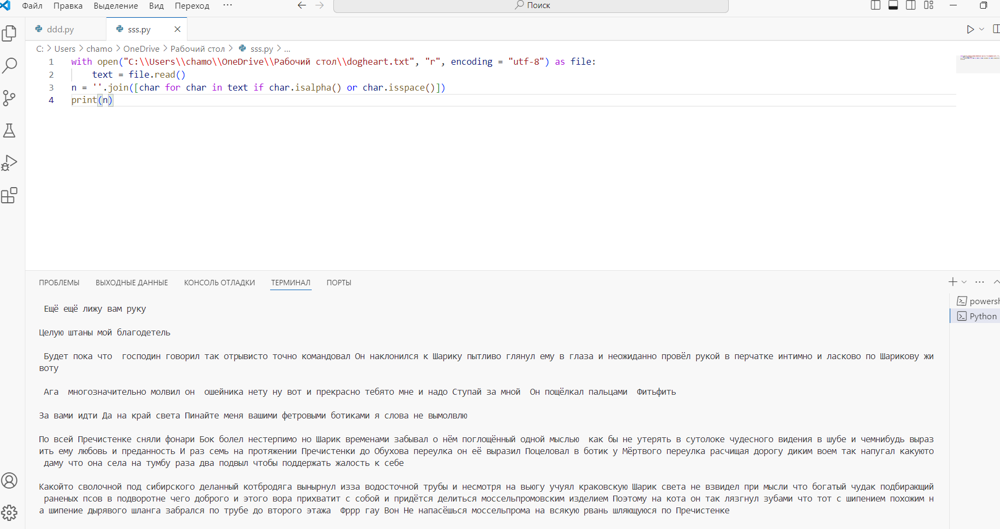 Файл Правка Выделение Вид Переход ··· Поиск
ddd.py sss.py
C: > Users > chamo > OneDrive > Рабочий стол > sss.py > ...
1 with open("C:\\Users\\chamo\\OneDrive\\Рабочий стол\\dogheart.txt", "r", encoding = "utf-8") as file:
2 text = file.read()
3 n = ''.join([char for char in text if char.isalpha() or char.isspace()])
4 print(n)
ПРОБЛЕМЫ ВЫХОДНЫЕ ДАННЫЕ КОНСОЛЬ ОТЛАДКИ ТЕРМИНАЛ ПОРТЫ
powersh
Python
Ещё ещё лижу вам руку
Целую штаны мой благодетель
Будет пока что  господин говорил так отрывисто точно командовал Он наклонился к Шарику пытливо глянул ему в глаза и неожиданно провёл рукой в перчатке интимно и ласково по Шарикову жи
воту
Ага  многозначительно молвил он  ошейника нету ну вот и прекрасно тебято мне и надо Ступай за мной  Он пощёлкал пальцами  Фитьфить
За вами идти Да на край света Пинайте меня вашими фетровыми ботиками я слова не вымолвлю
По всей Пречистенке сняли фонари Бок болел нестерпимо но Шарик временами забывал о нём поглощённый одной мыслью  как бы не утерять в сутолоке чудесного видения в шубе и чемнибудь выраз
ить ему любовь и преданность И раз семь на протяжении Пречистенки до Обухова переулка он её выразил Поцеловал в ботик у Мёртвого переулка расчищая дорогу диким воем так напугал какуюто
даму что она села на тумбу раза два подвыл чтобы поддержать жалость к себе
Какойто сволочной под сибирского деланный котбродяга вынырнул изза водосточной трубы и несмотря на вьюгу учуял краковскую Шарик света не взвидел при мысли что богатый чудак подбирающий
раненых псов в подворотне чего доброго и этого вора прихватит с собой и придётся делиться моссельпромовским изделием Поэтому на кота он так лязгнул зубами что тот с шипением похожим н
а шипение дырявого шланга забрался по трубе до второго этажа  Фррр гау Вон Не напасёшься моссельпрома на всякую рвань шляющуюся по Пречистенке